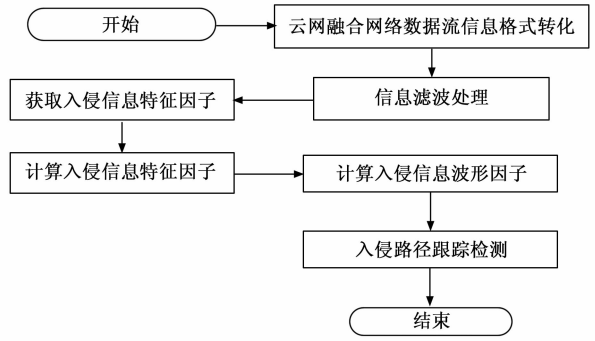 开始
云网融合网络数据流信息格式转化
信息滤波处理
获取入侵信息特征因子
计算入侵信息特征因子
计算入侵信息波形因子
入侵路径跟踪检测
结束